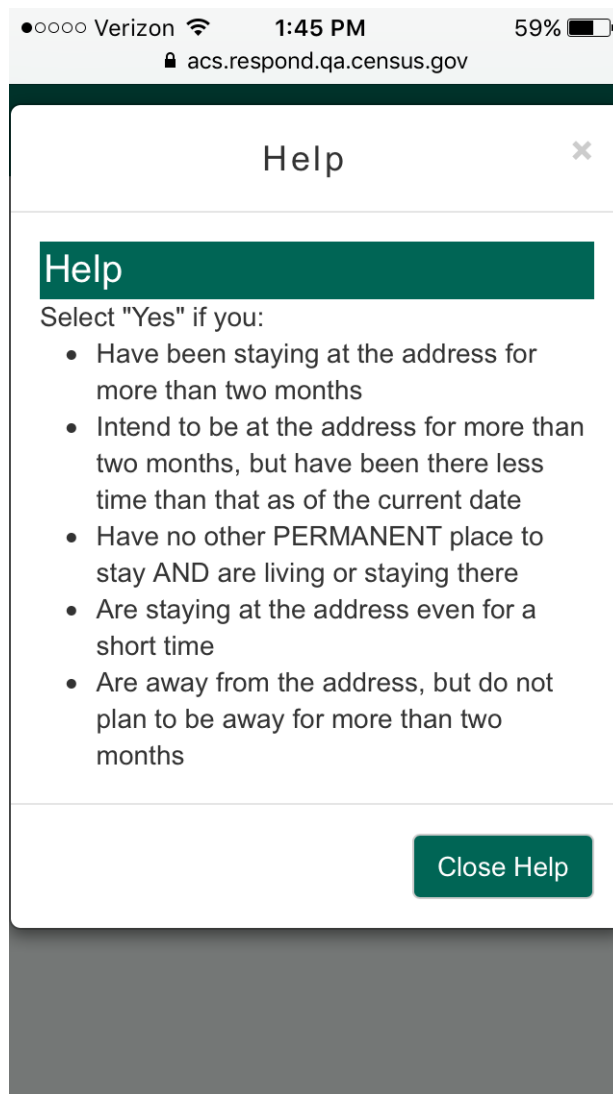 Verizon 1:45 PM 59%
acs.respond.qa.census.gov
Help ×
Help
Select "Yes" if you:
• Have been staying at the address for
more than two months
• Intend to be at the address for more than
two months, but have been there less
time than that as of the current date
• Have no other PERMANENT place to
stay AND are living or staying there
• Are staying at the address even for a
short time
• Are away from the address, but do not
plan to be away for more than two
months
Close Help